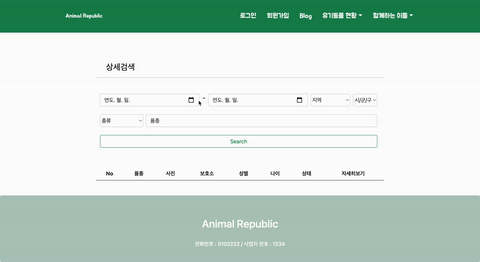 Animal Republic 로그인 회원가입 Blog 유기동물 현황 함께하는 이들
상세검색
연도. 월. 일. ~ 연도. 월. 일. 지역 시/군/구
종류 품종
Search
No 품종 사진 보호소 성별 나이 상태 자세히보기
Animal Republic
전화번호 : 0102222 / 사업자 번호 : 1234